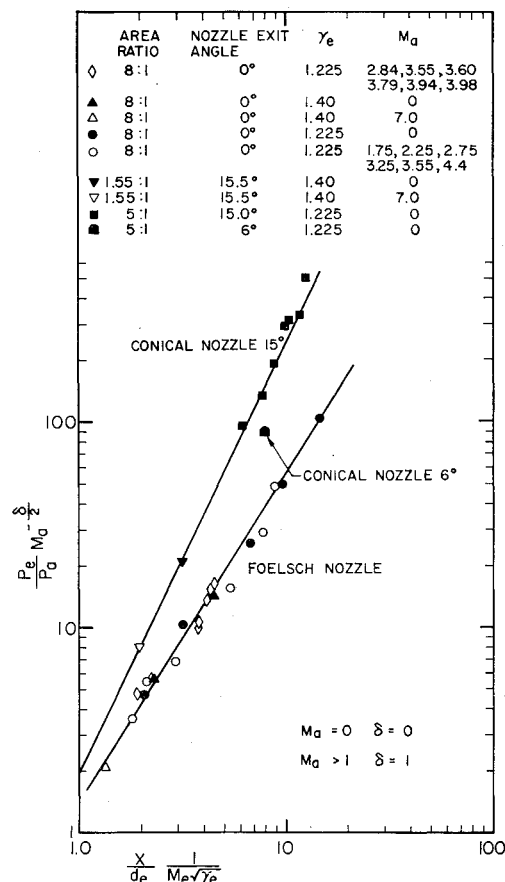 AREA RATIO NOZZLE EXIT ANGLE γe Ma
◊ 8:1 0° 1.225 2.84, 3.55, 3.60
3.79, 3.94, 3.98
▲ 8:1 0° 1.40 0
△ 8:1 0° 1.40 7.0
● 8:1 0° 1.225 0
○ 8:1 0° 1.225 1.75, 2.25, 2.75
3.25, 3.55, 4.4
▼ 1.55:1 15.5° 1.40 0
▽ 1.55:1 15.5° 1.40 7.0
■ 5:1 15.0° 1.225 0
5:1 6° 1.225 0
CONICAL NOZZLE 15°
100
CONICAL NOZZLE 6°
Pe/Pa Ma^-δ/2
FOELSCH NOZZLE
10
Ma = 0 δ = 0
Ma > 1 δ = 1
1.0
1.0 10 100
X/de 1/Me√γe